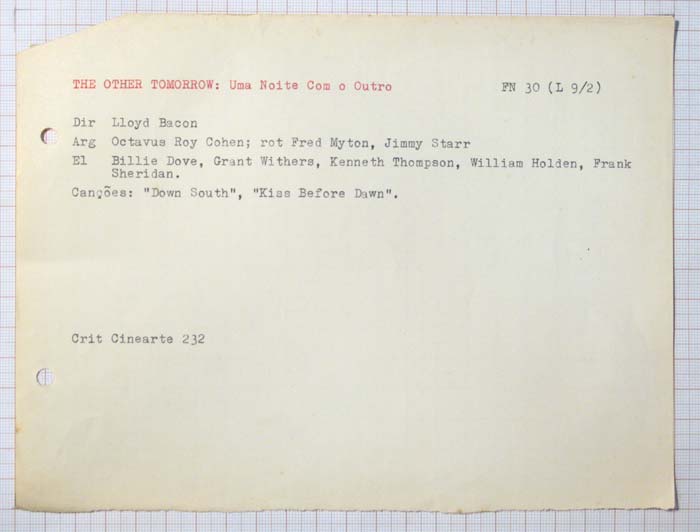 THE OTHER TOMORROW: Uma Noite Com o Outro FN 30 (L 9/2)
Dir Lloyd Bacon
Arg Octavus Roy Cohen; rot Fred Myton, Jimmy Starr
El Billie Dove, Grant Withers, Kenneth Thompson, William Holden, Frank
Sheridan.
Canções: "Down South", "Kiss Before Dawn".
Crit Cinearte 232